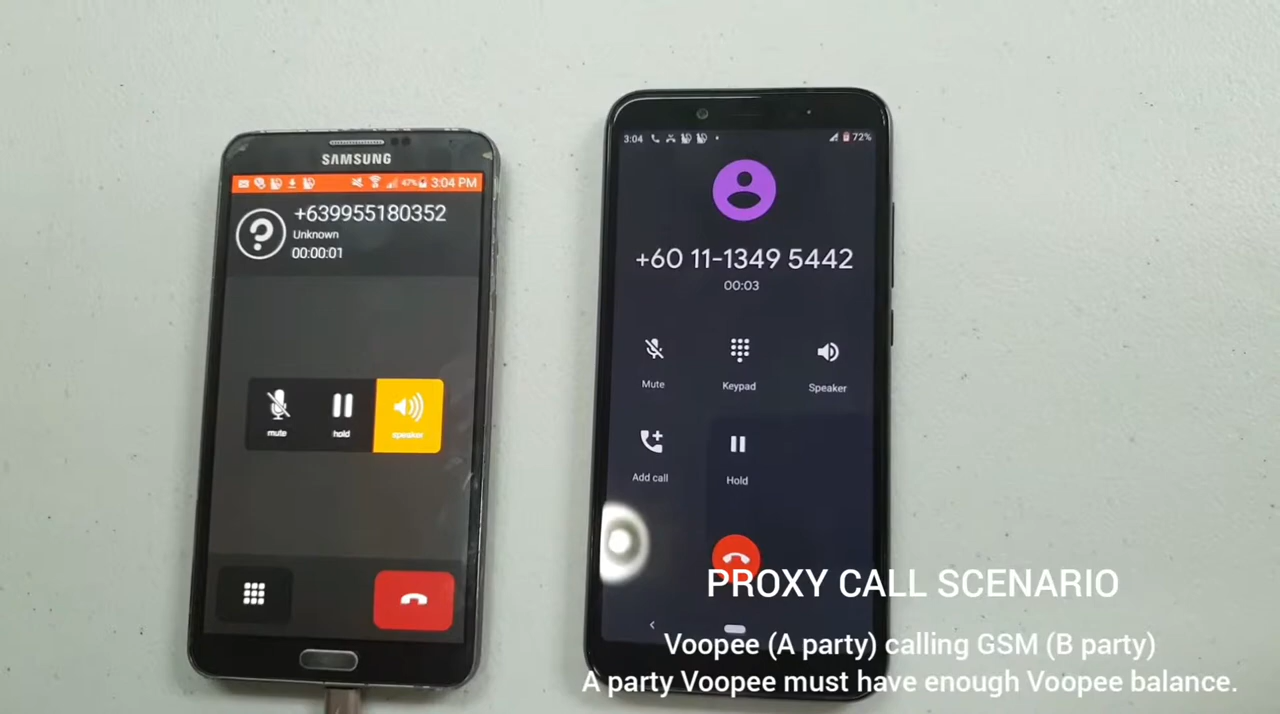 SAMSUNG
47% 3:04 PM
+639955180352
Unknown
00:00:01
mute
hold
speaker
3:04
72%
+60 11-1349 5442
00:03
Mute
Keypad
Speaker
Add call
Hold
PROXY CALL SCENARIO
Voopee (A party) calling GSM (B party)
A party Voopee must have enough Voopee balance.